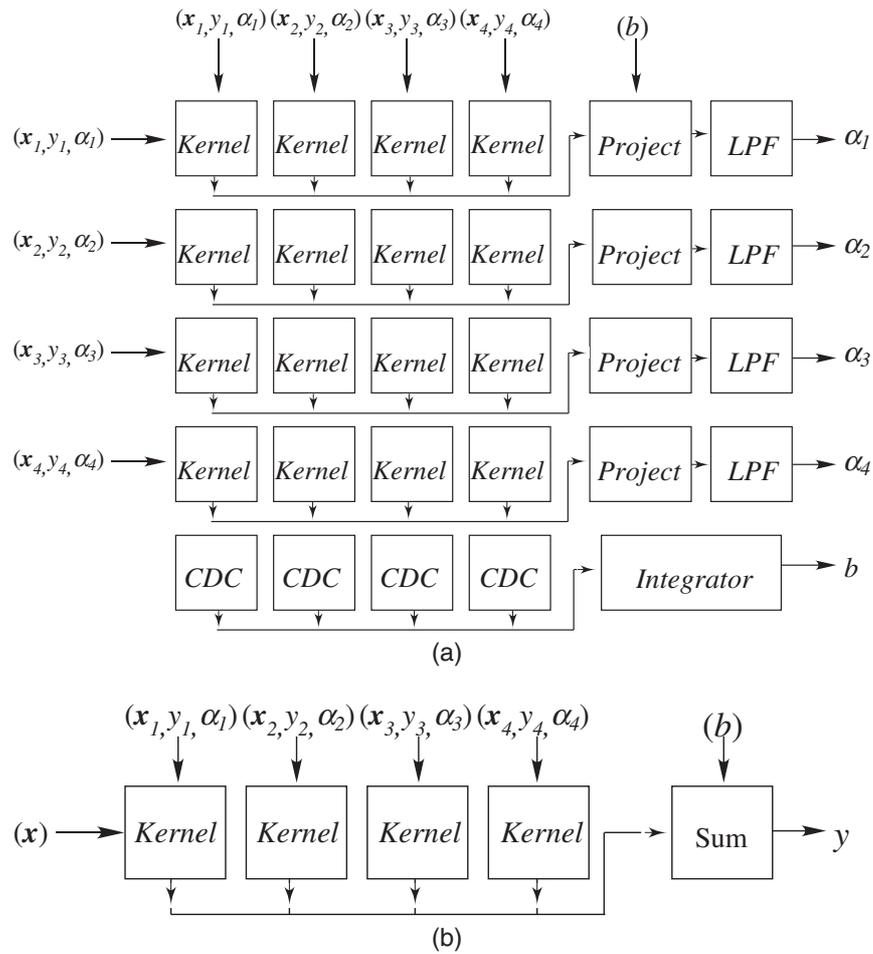 (x1,y1,α1) (x2,y2,α2) (x3,y3,α3) (x4,y4,α4) (b)
(x1,y1,α1) Kernel Kernel Kernel Kernel Project LPF α1
(x2,y2,α2) Kernel Kernel Kernel Kernel Project LPF α2
(x3,y3,α3) Kernel Kernel Kernel Kernel Project LPF α3
(x4,y4,α4) Kernel Kernel Kernel Kernel Project LPF α4
CDC CDC CDC CDC Integrator b
(a)
(x1,y1,α1) (x2,y2,α2) (x3,y3,α3) (x4,y4,α4) (b)
(x) Kernel Kernel Kernel Kernel Sum y
(b)